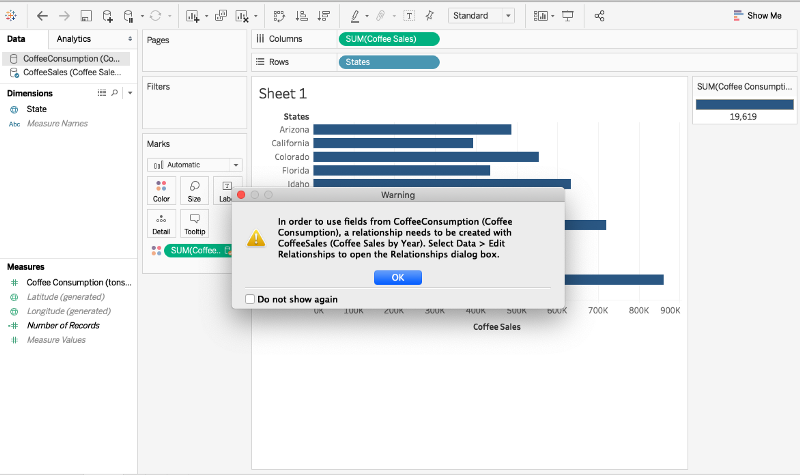 Standard
Show Me
Data
Analytics
CoffeeConsumption (Co...
CoffeeSales (Coffee Sale...
Dimensions
State
Abc Measure Names
Measures
Coffee Consumption (tons...
Latitude (generated)
Longitude (generated)
Number of Records
Measure Values
Pages
Filters
Marks
Automatic
Color
Size
Label
Detail
Tooltip
SUM(Coffee..
Columns
SUM(Coffee Sales)
Rows
States
Sheet 1
States
Arizona
California
Colorado
Florida
Idaho
0K 100K 200K 300K 400K 500K 600K 700K 800K 900K
Coffee Sales
Warning
In order to use fields from CoffeeConsumption (Coffee
Consumption), a relationship needs to be created with
CoffeeSales (Coffee Sales by Year). Select Data > Edit
Relationships to open the Relationships dialog box.
OK
Do not show again
SUM(Coffee Consumpti...
19,619